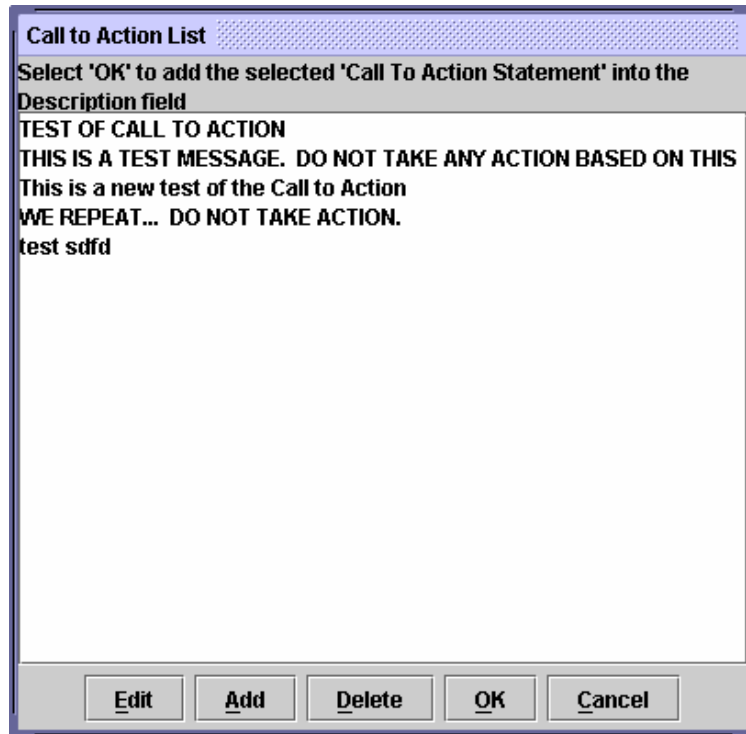 Call to Action List
Select 'OK' to add the selected 'Call To Action Statement' into the
Description field
TEST OF CALL TO ACTION
THIS IS A TEST MESSAGE.  DO NOT TAKE ANY ACTION BASED ON THIS
This is a new test of the Call to Action
WE REPEAT...  DO NOT TAKE ACTION.
test sdfd
Edit Add Delete OK Cancel